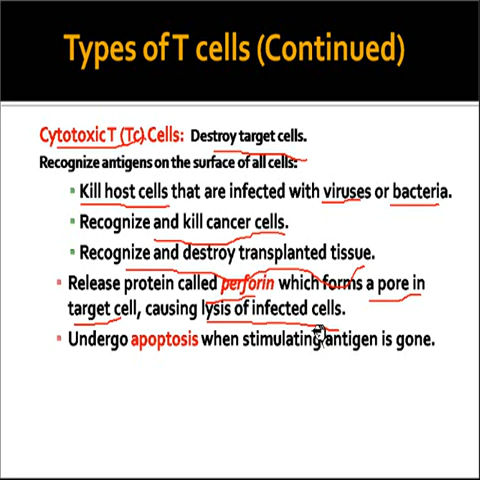 Types of T cells (Continued)
Cytotoxic T (Tc) Cells: Destroy target cells.
Recognize antigens on the surface of all cells:
▪ Kill host cells that are infected with viruses or bacteria.
▪ Recognize and kill cancer cells.
▪ Recognize and destroy transplanted tissue.
▪ Release protein called perforin which forms a pore in
target cell, causing lysis of infected cells.
▪ Undergo apoptosis when stimulating antigen is gone.